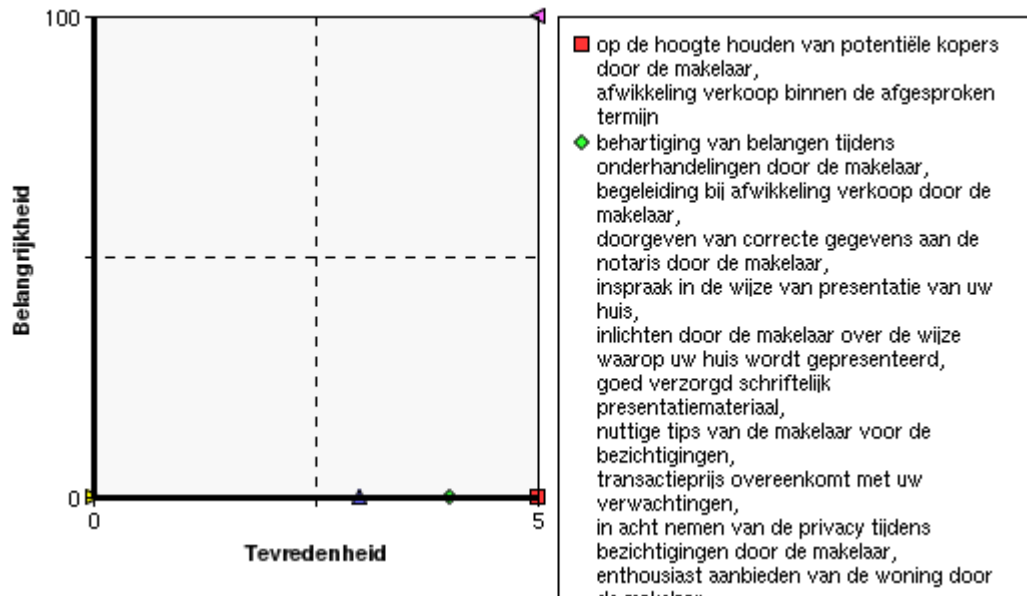 100
Belangrijkheid
0
0
5
Tevredenheid
op de hoogte houden van potentiële kopers
door de makelaar,
afwikkeling verkoop binnen de afgesproken
termijn
behartiging van belangen tijdens
onderhandelingen door de makelaar,
begeleiding bij afwikkeling verkoop door de
makelaar,
doorgeven van correcte gegevens aan de
notaris door de makelaar,
inspraak in de wijze van presentatie van uw
huis,
inlichten door de makelaar over de wijze
waarop uw huis wordt gepresenteerd,
goed verzorgd schriftelijk
presentatiemateriaal,
nuttige tips van de makelaar voor de
bezichtigingen,
transactieprijs overeenkomt met uw
verwachtingen,
in acht nemen van de privacy tijdens
bezichtigingen door de makelaar,
enthousiast aanbieden van de woning door